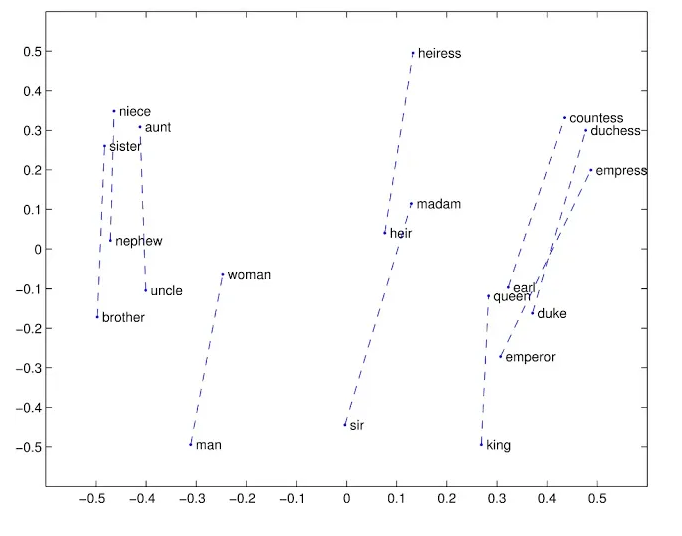 0.5
heiress
0.4
niece
countess
aunt
duchess
0.3
sister
0.2
empress
0.1
madam
heir
nephew
0
woman
earl
−0.1
uncle
queen
duke
brother
−0.2
emperor
−0.3
−0.4
sir
man
king
−0.5
−0.5 −0.4 −0.3 −0.2 −0.1 0 0.1 0.2 0.3 0.4 0.5